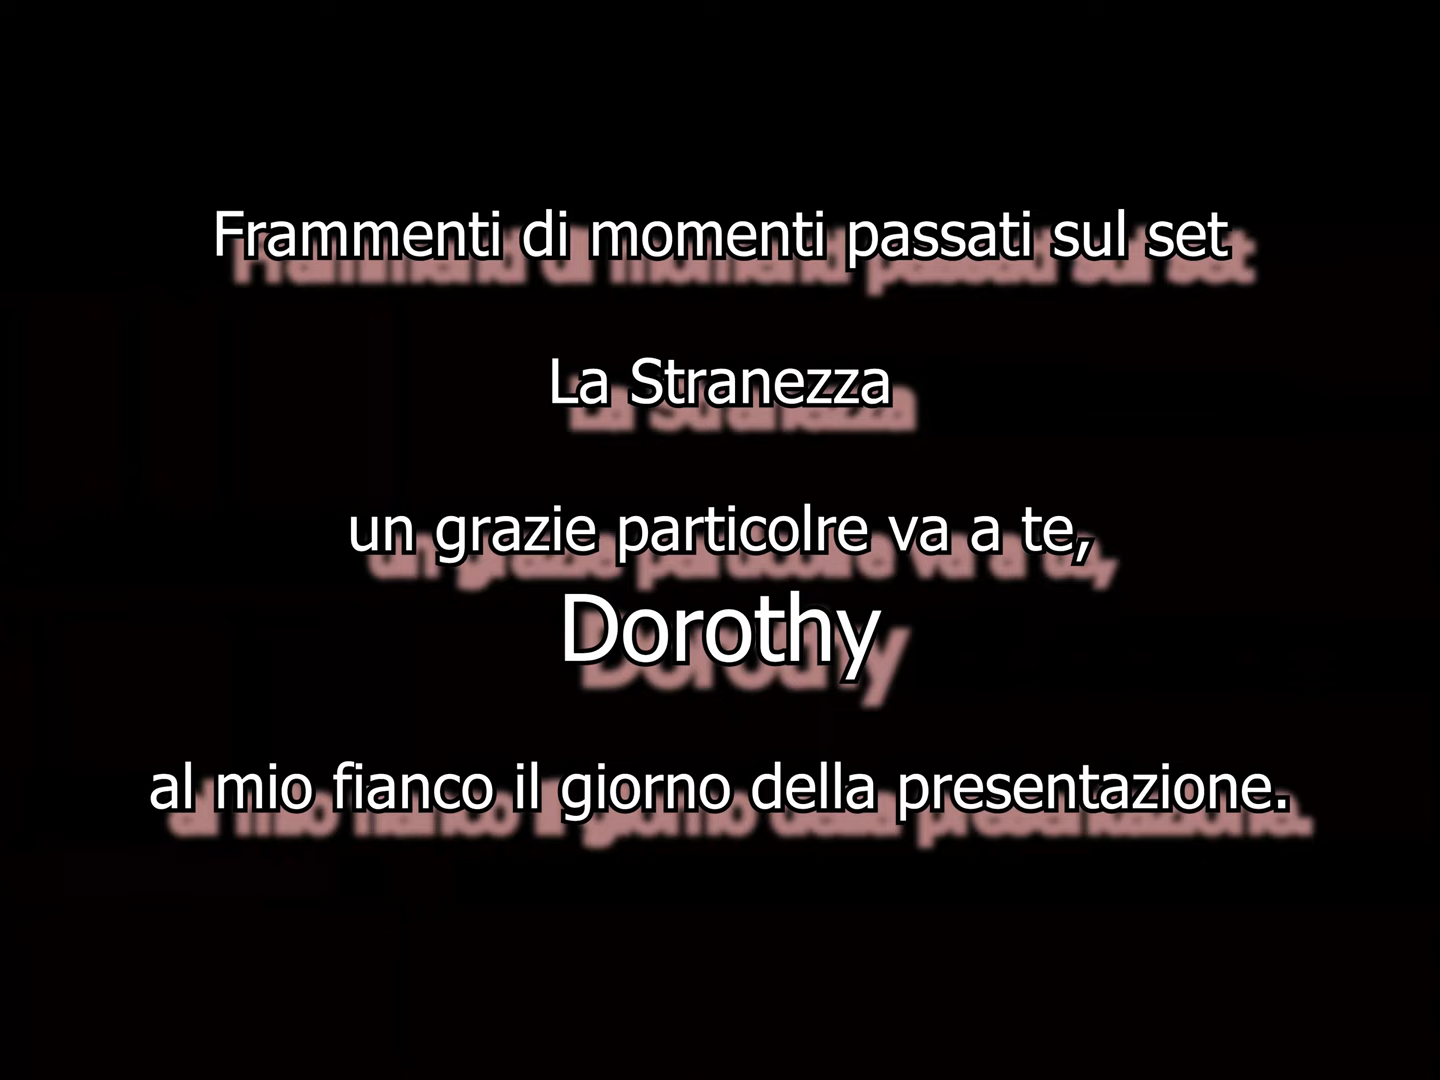 Frammenti di momenti passati sul set
La Stranezza
un grazie particolre va a te,
Dorothy
al mio fianco il giorno della presentazione.